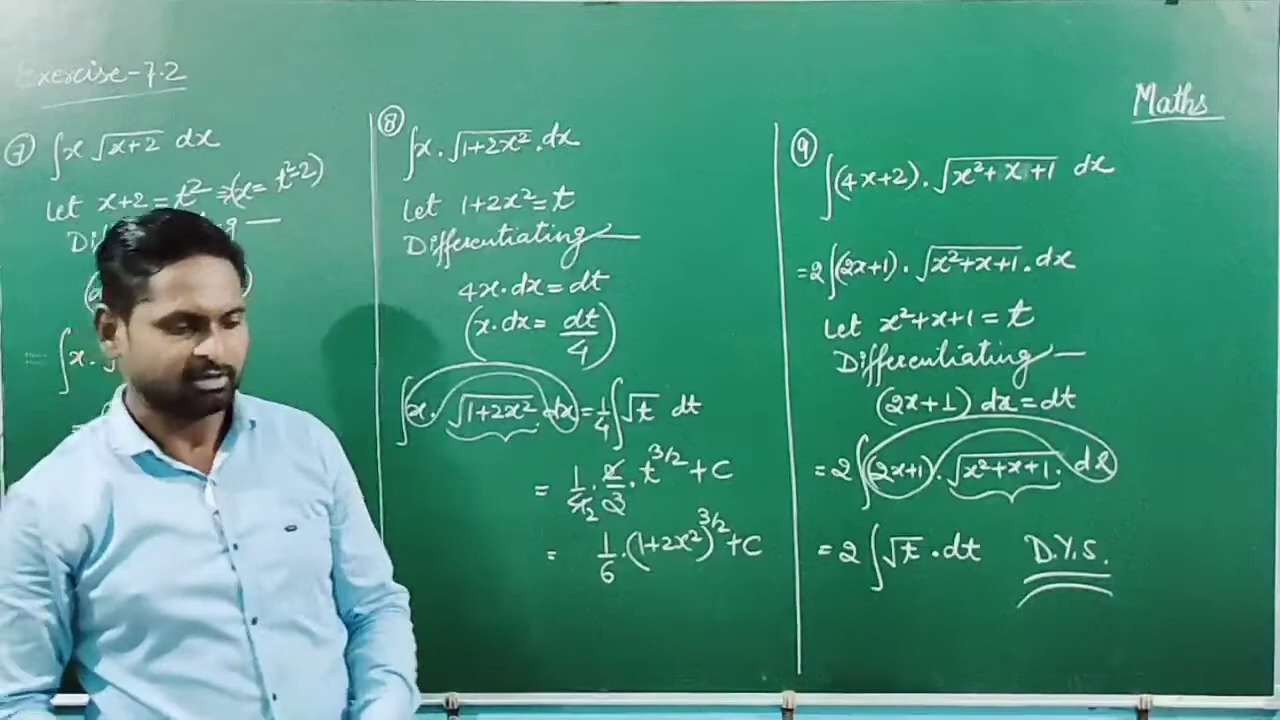 Exercise-7.2
Maths
⑦ ∫x √(x+2) dx
Let x+2 = t² ⇒ (x = t²-2)
= ∫x.
⑧ ∫x. √(1+2x²) . dx
Let 1+2x² = t
Differentiating —
4x. dx = dt
(x. dx = dt/4)
∫x. √(1+2x²) dx = 1/4 ∫√t dt
= 1/4 2 . 2/3 . t^3/2 + C
= 1/6 . (1+2x²)^3/2 + C
⑨ ∫(4x+2). √(x²+x+1) dx
= 2∫(2x+1). √(x²+x+1) . dx
Let x²+x+1 = t
Differentiating —
(2x+1) dx = dt
= 2∫(2x+1). √(x²+x+1) . dx
= 2∫√t . dt D.Y.S.